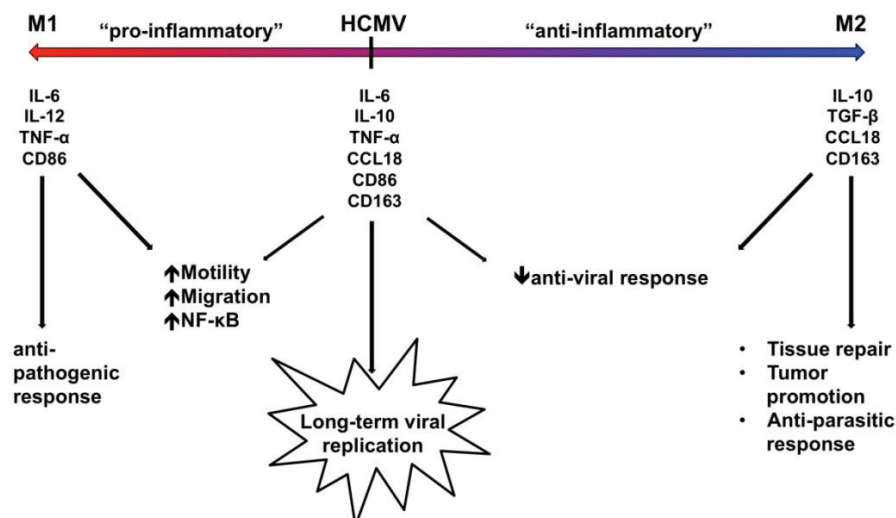 M1 “pro-inflammatory” HCMV “anti-inflammatory” M2
IL-6
IL-12
TNF-α
CD86
IL-6
IL-10
TNF-α
CCL18
CD86
CD163
IL-10
TGF-β
CCL18
CD163
↑Motility
↑Migration
↑NF-κB
↓anti-viral response
anti-
pathogenic
response
Long-term viral
replication
• Tissue repair
• Tumor
promotion
• Anti-parasitic
response